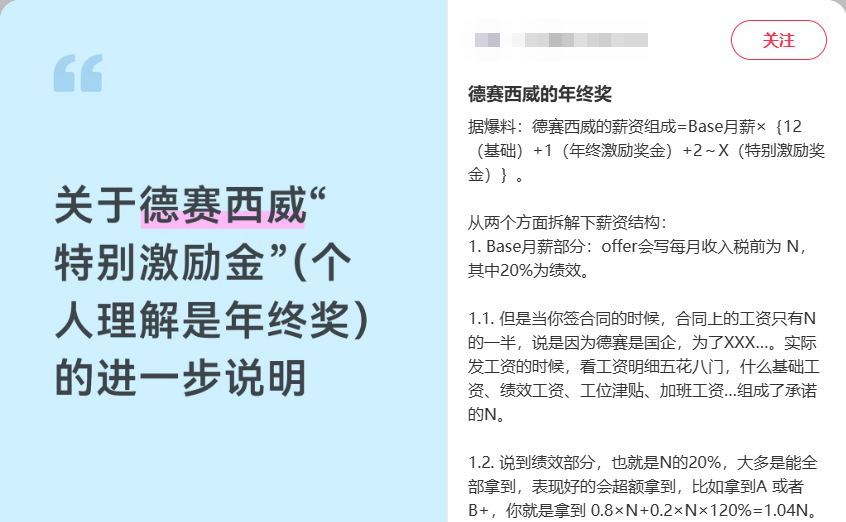 关于德赛西威“
特别激励金”（个
人理解是年终奖）
的进一步说明
关注
德赛西威的年终奖
据爆料：德赛西威的薪资组成=Base月薪×｛12
（基础）+1（年终激励奖金）+2～X（特别激励奖
金）｝。
从两个方面拆解下薪资结构：
1. Base月薪部分：offer会写每月收入税前为 N，
其中20%为绩效。
1.1. 但是当你签合同的时候，合同上的工资只有N
的一半，说是因为德赛是国企，为了XXX...。实际
发工资的时候，看工资明细五花八门，什么基础工
资、绩效工资、工位津贴、加班工资...组成了承诺
的N。
1.2. 说到绩效部分，也就是N的20%，大多是能全
部拿到，表现好的会超额拿到，比如拿到A 或者
B+，你就是拿到 0.8×N+0.2×N×120%=1.04N。